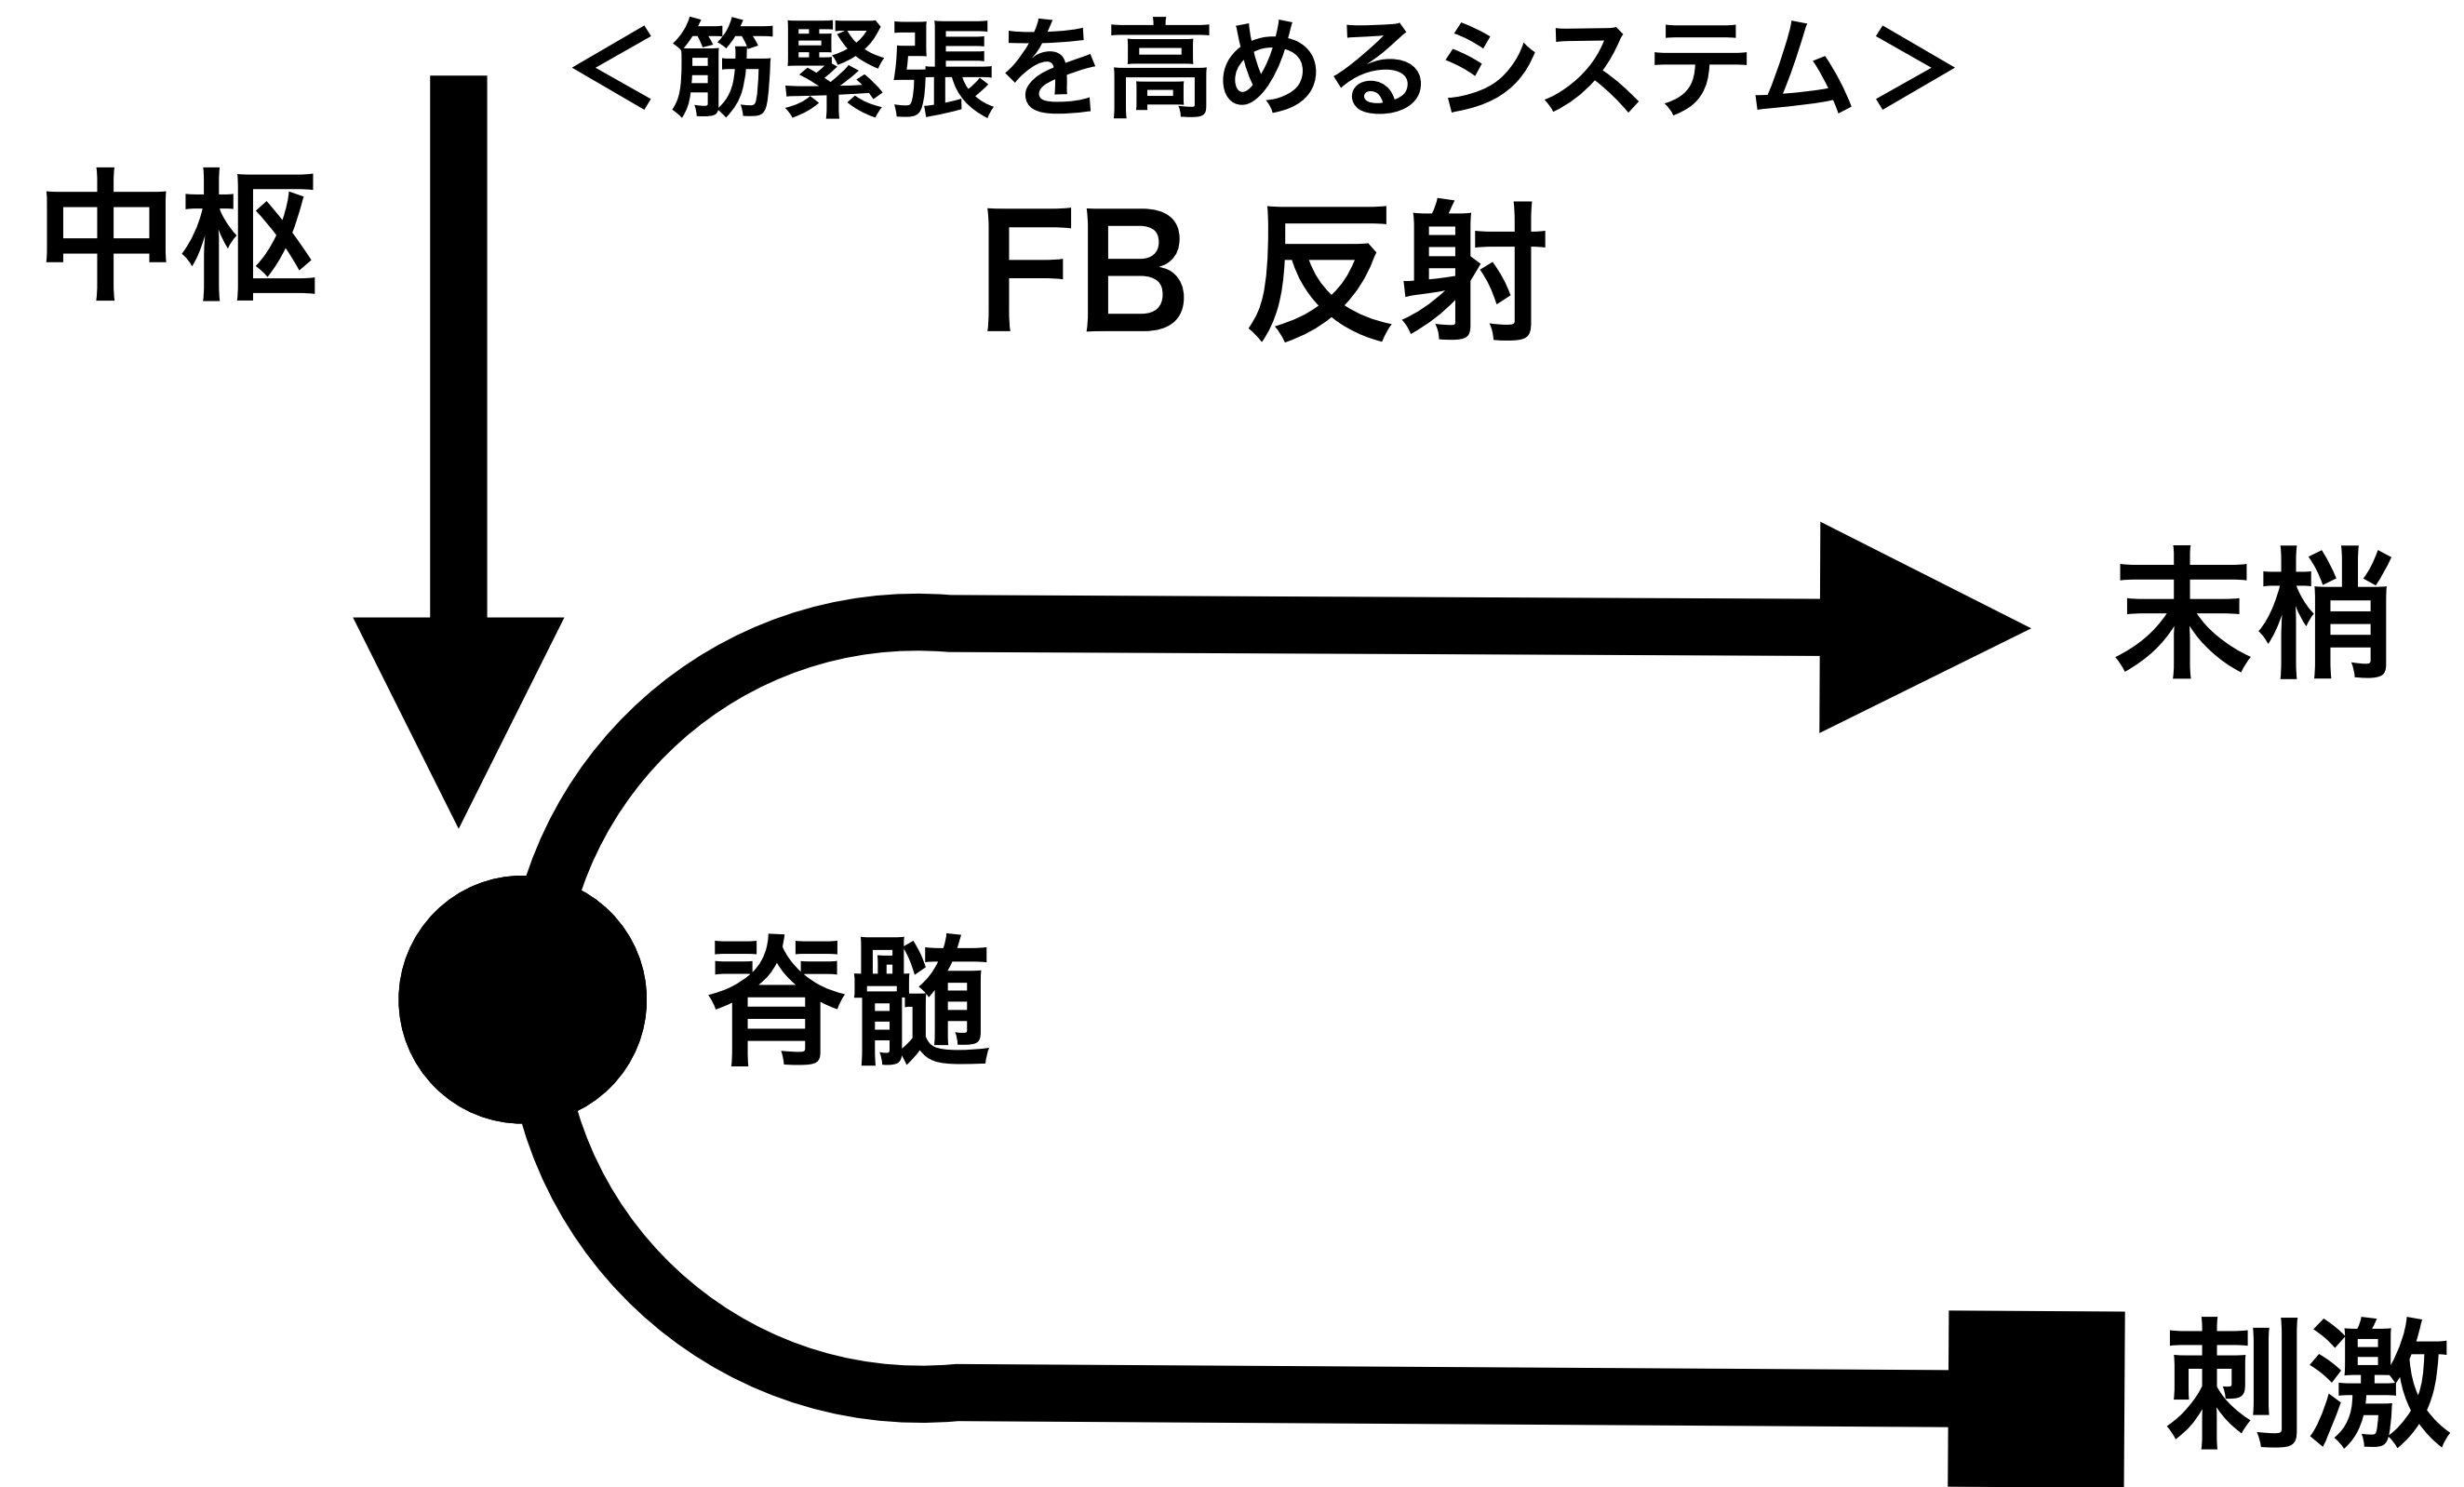 ＜筋緊張を高めるシステム＞
中枢
FB 反射
末梢
脊髄
刺激